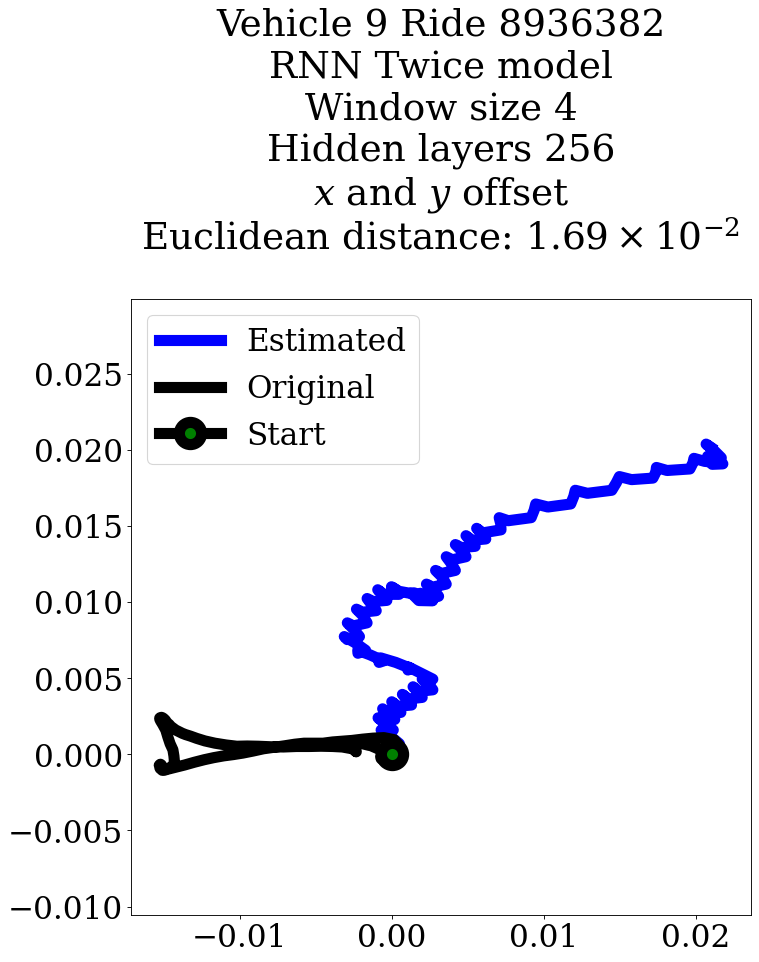 Vehicle 9 Ride 8936382
RNN Twice model
Window size 4
Hidden layers 256
x and y offset
Euclidean distance: 1.69 × 10⁻²
Estimated
Original
Start
0.025
0.020
0.015
0.010
0.005
0.000
−0.005
−0.010
−0.01 0.00 0.01 0.02